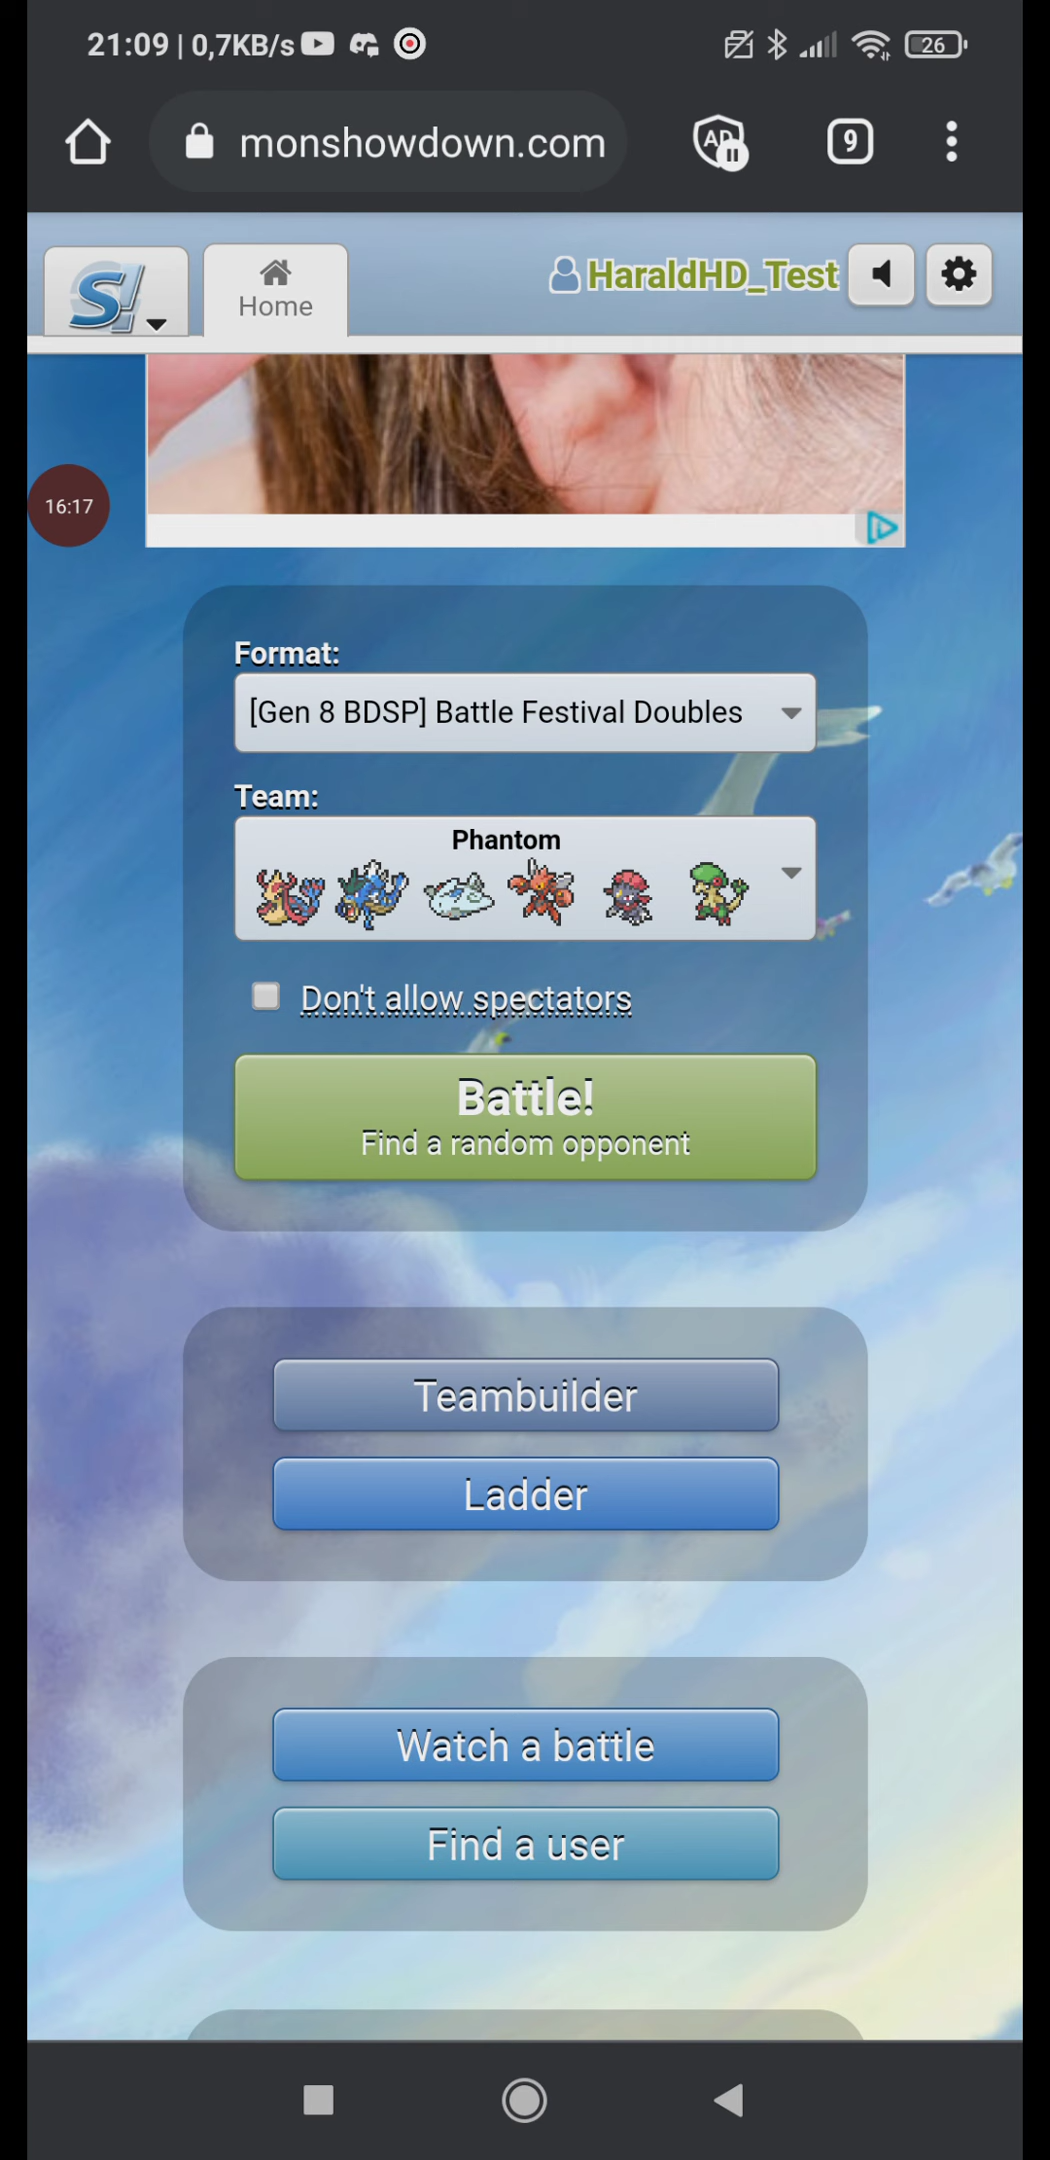 21:09 | 0,7KB/s
26
monshowdown.com
AD
9
S!
Home
HaraldHD_Test
16:17
Format:
[Gen 8 BDSP] Battle Festival Doubles
Team:
Phantom
Don't allow spectators
Battle!
Find a random opponent
Teambuilder
Ladder
Watch a battle
Find a user